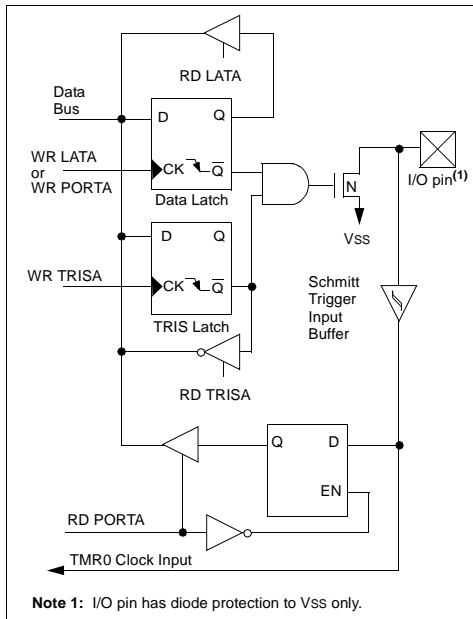 RD LATA
Data
Bus
D Q
WR LATA
or
WR PORTA
CK Q
Data Latch
N
I/O pin(1)
VSS
D Q
WR TRISA
CK Q
TRIS Latch
Schmitt
Trigger
Input
Buffer
RD TRISA
Q D
EN
RD PORTA
TMR0 Clock Input
Note 1: I/O pin has diode protection to VSS only.